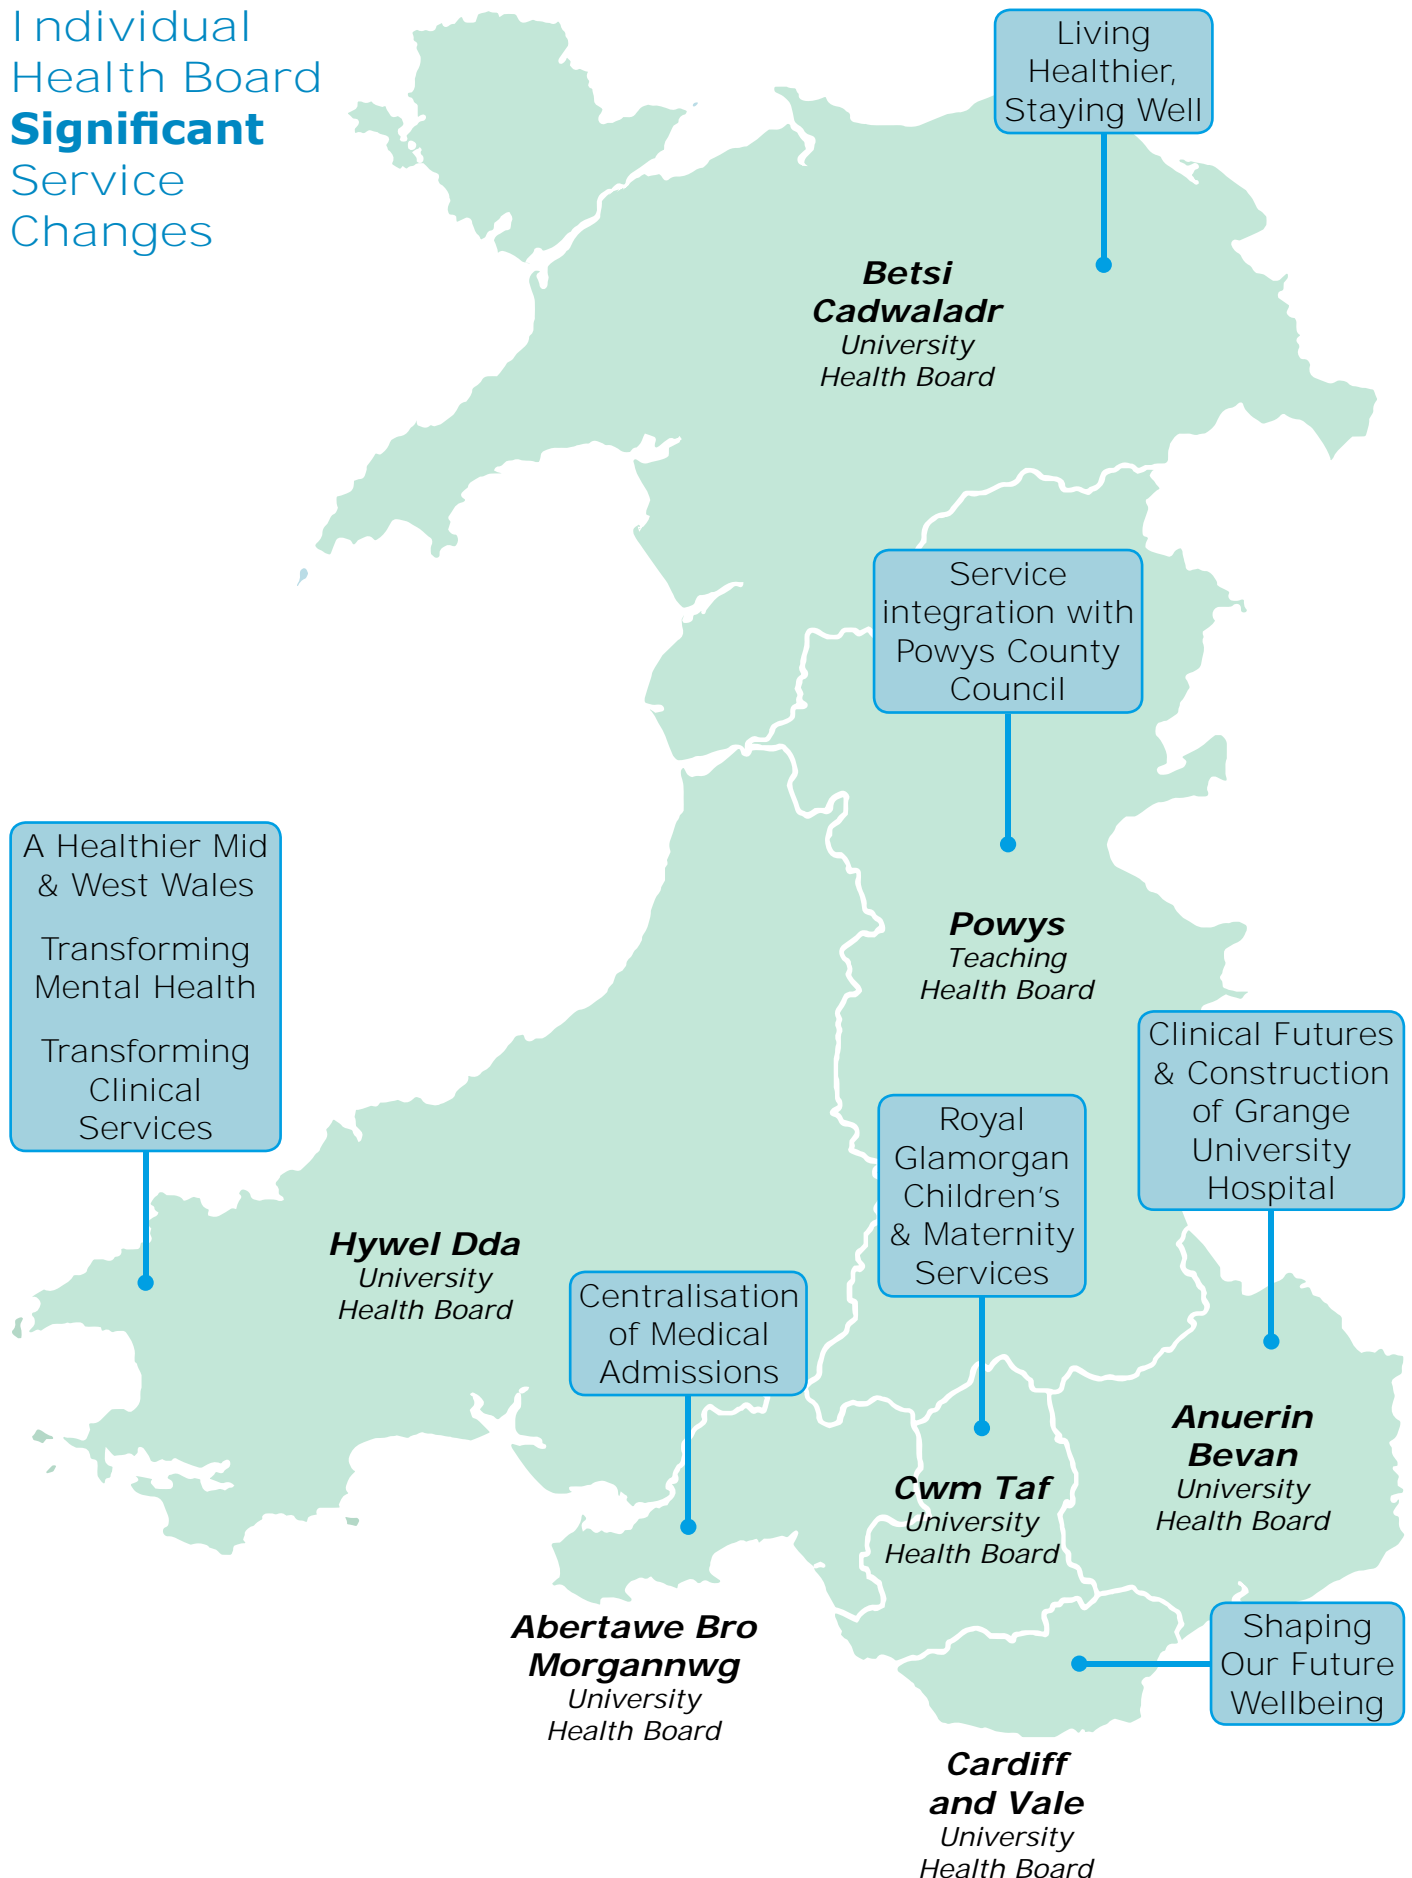 Individual
Health Board
Significant
Service
Changes
Living
Healthier,
Staying Well
Betsi
Cadwaladr
University
Health Board
Service
integration with
Powys County
Council
A Healthier Mid
& West Wales
Transforming
Mental Health
Transforming
Clinical
Services
Powys
Teaching
Health Board
Clinical Futures
& Construction
of Grange
University
Hospital
Royal
Glamorgan
Children's
& Maternity
Services
Hywel Dda
University
Health Board
Centralisation
of Medical
Admissions
Anuerin
Bevan
University
Health Board
Cwm Taf
University
Health Board
Abertawe Bro
Morgannwg
University
Health Board
Shaping
Our Future
Wellbeing
Cardiff
and Vale
University
Health Board